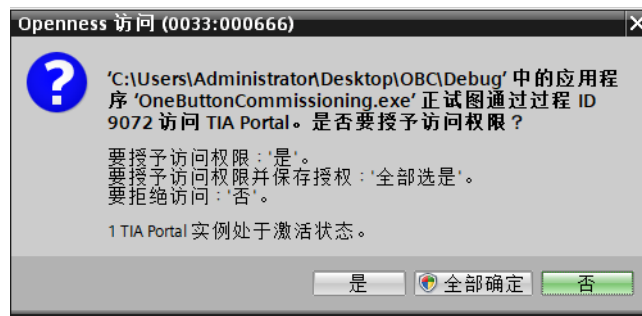 Openness 访问 (0033:000666)
'C:\Users\Administrator\Desktop\OBC\Debug' 中的应用程
序 'OneButtonCommissioning.exe' 正试图通过过程 ID
9072 访问 TIA Portal。是否要授予访问权限？
要授予访问权限：'是'。
要授予访问权限并保存授权：'全部选是'。
要拒绝访问：'否'。
1 TIA Portal 实例处于激活状态。
是 全部确定 否